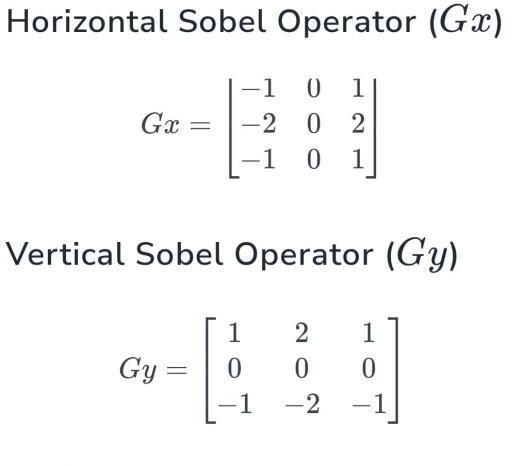 Horizontal Sobel Operator (Gx)
−1 0 1
Gx = −2 0 2
−1 0 1
Vertical Sobel Operator (Gy)
1 2 1
Gy = 0 0 0
−1 −2 −1